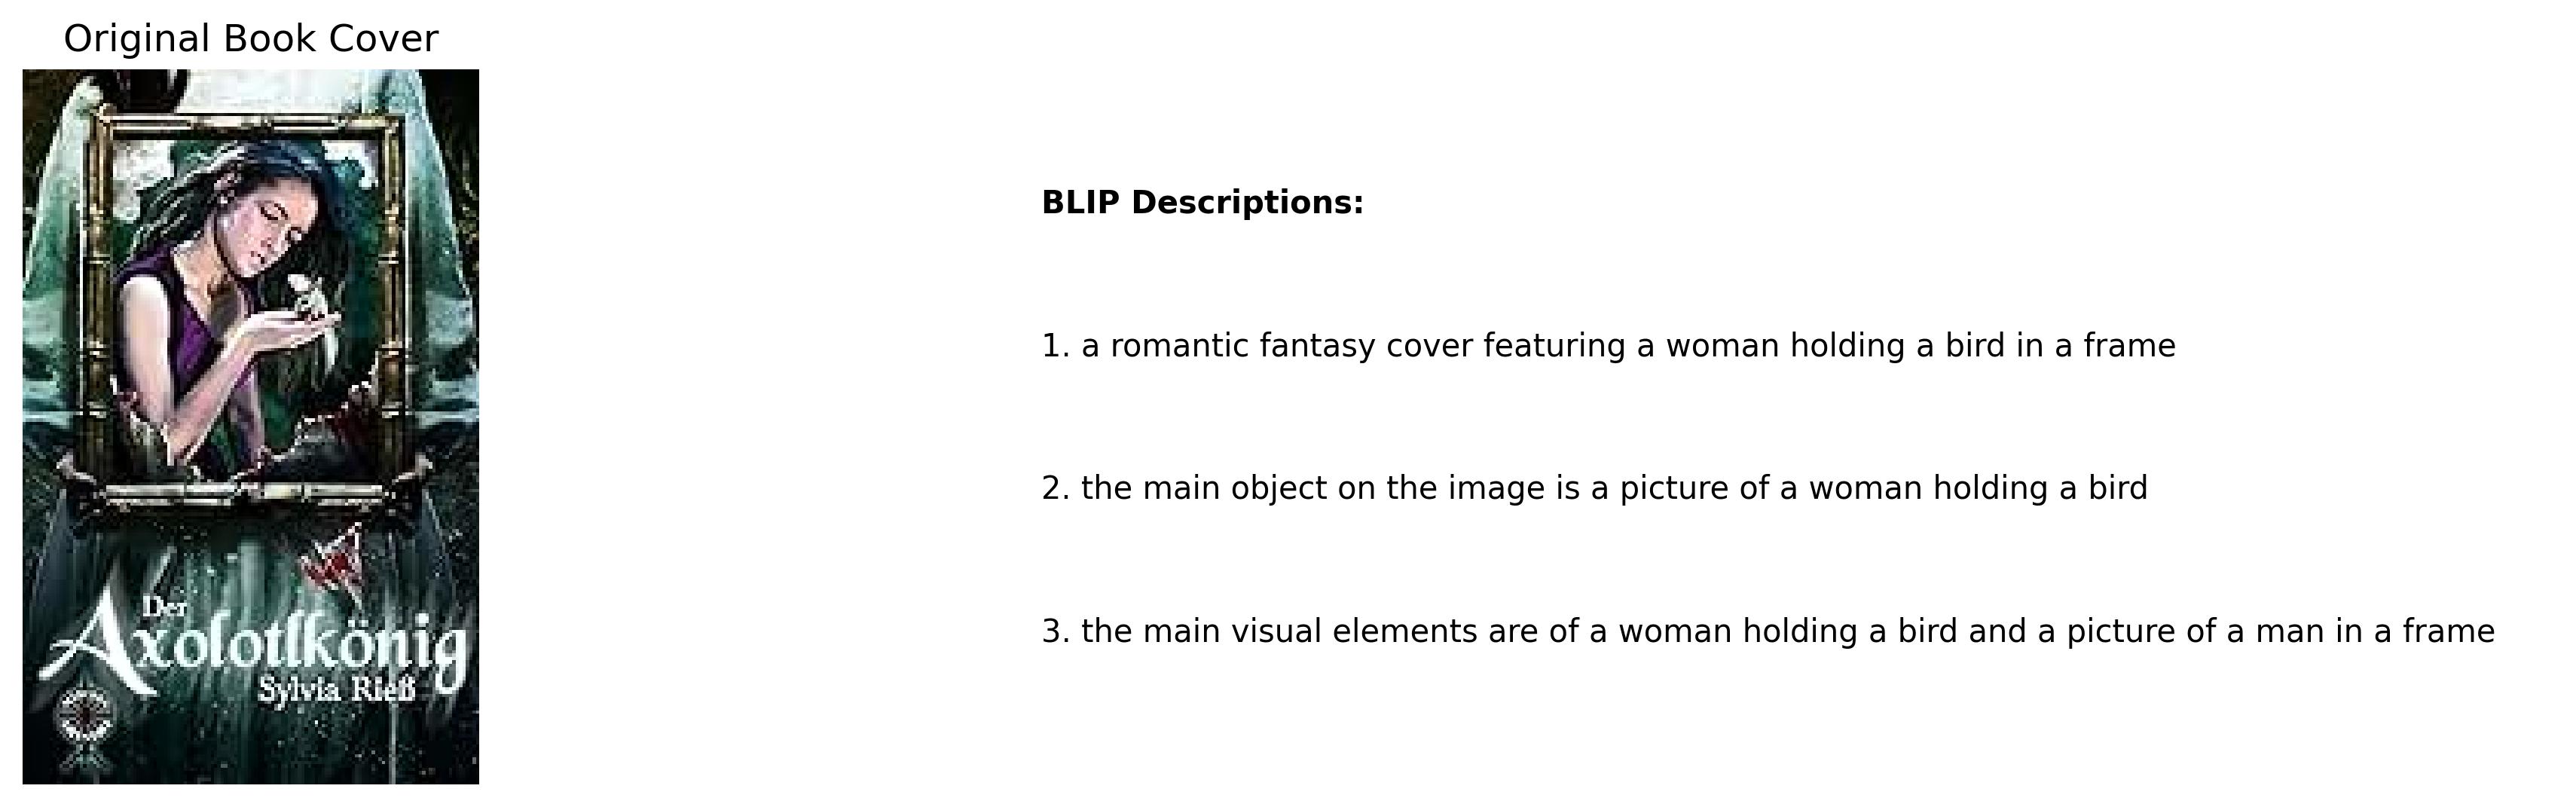 Original Book Cover
Der
Axolotlkönig
Sylvia Rieß
BLIP Descriptions:
1. a romantic fantasy cover featuring a woman holding a bird in a frame
2. the main object on the image is a picture of a woman holding a bird
3. the main visual elements are of a woman holding a bird and a picture of a man in a frame